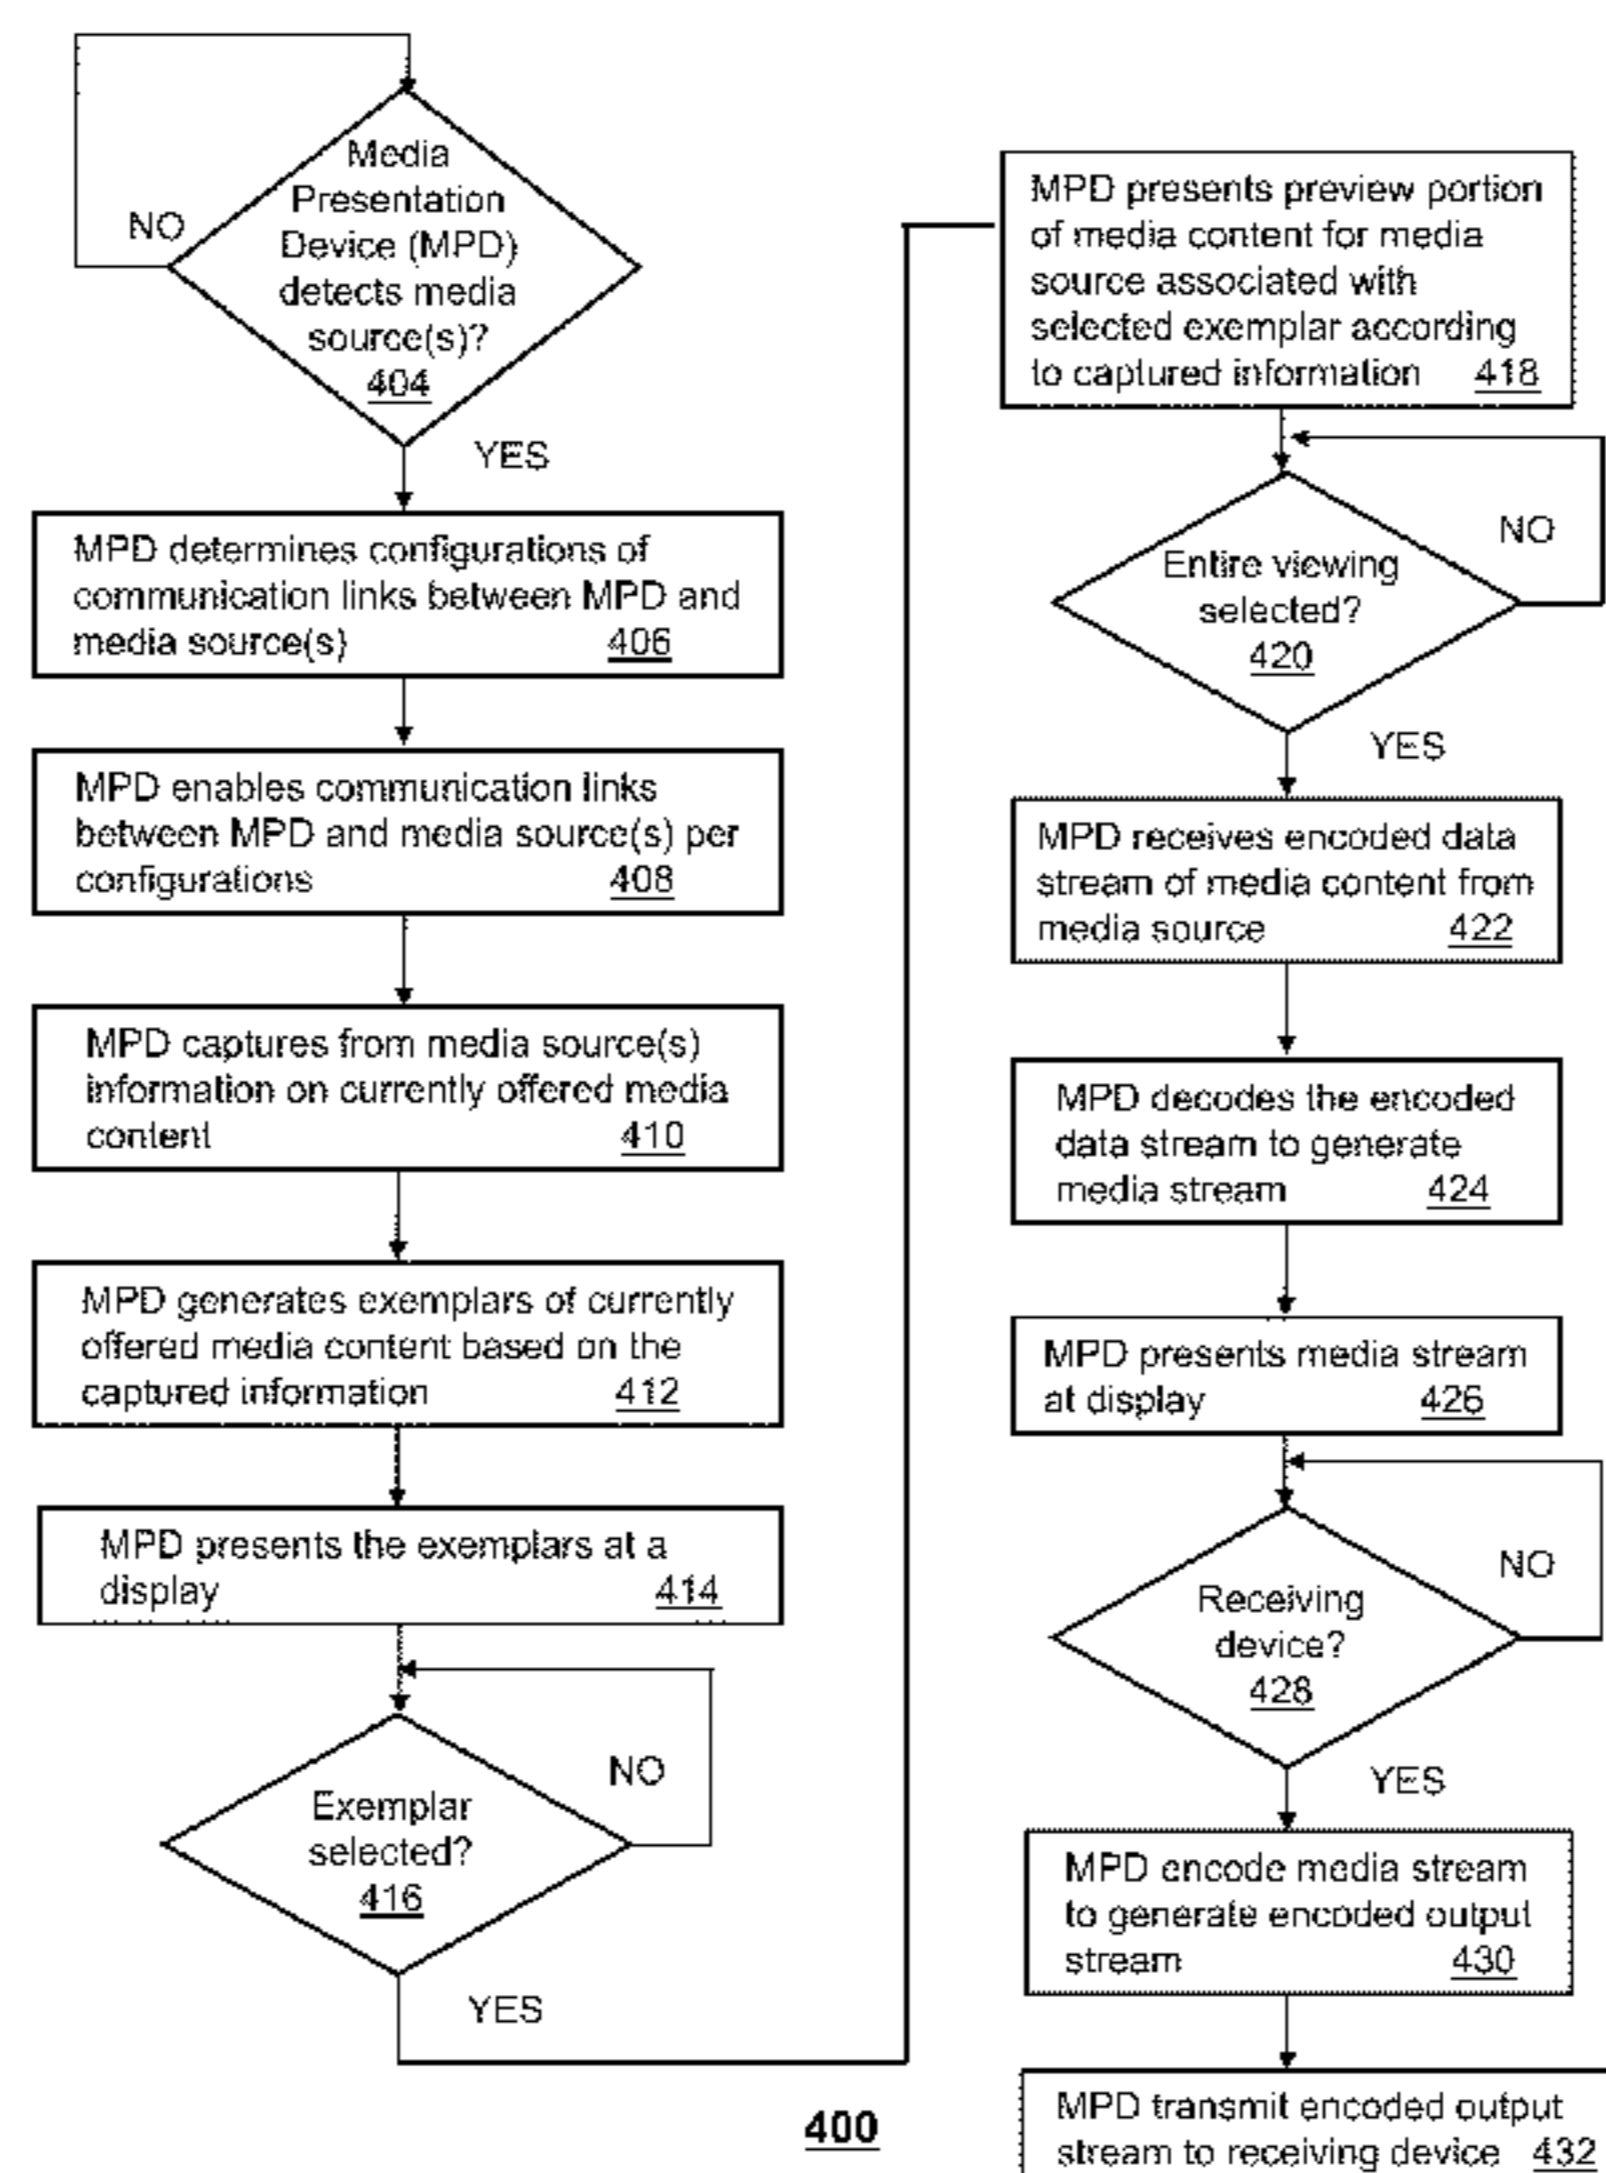 Media
Presentation
Device (MPD)
detects media
source(s)?
404
NO
YES
MPD determines configurations of
communication links between MPD and
media source(s) 406
MPD enables communication links
between MPD and media source(s) per
configurations 408
MPD captures from media source(s)
information on currently offered media
content 410
MPD generates exemplars of currently
offered media content based on the
captured information 412
MPD presents the exemplars at a
display 414
Exemplar
selected?
416
NO
YES
MPD presents preview portion
of media content for media
source associated with
selected exemplar according
to captured information 418
Entire viewing
selected?
420
NO
YES
MPD receives encoded data
stream of media content from
media source 422
MPD decodes the encoded
data stream to generate
media stream 424
MPD presents media stream
at display 426
Receiving
device?
428
NO
YES
MPD encode media stream
to generate encoded output
stream 430
MPD transmit encoded output
stream to receiving device 432
400